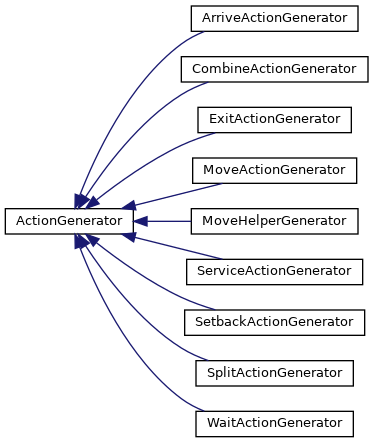 ArriveActionGenerator
CombineActionGenerator
ExitActionGenerator
MoveActionGenerator
ActionGenerator
MoveHelperGenerator
ServiceActionGenerator
SetbackActionGenerator
SplitActionGenerator
WaitActionGenerator